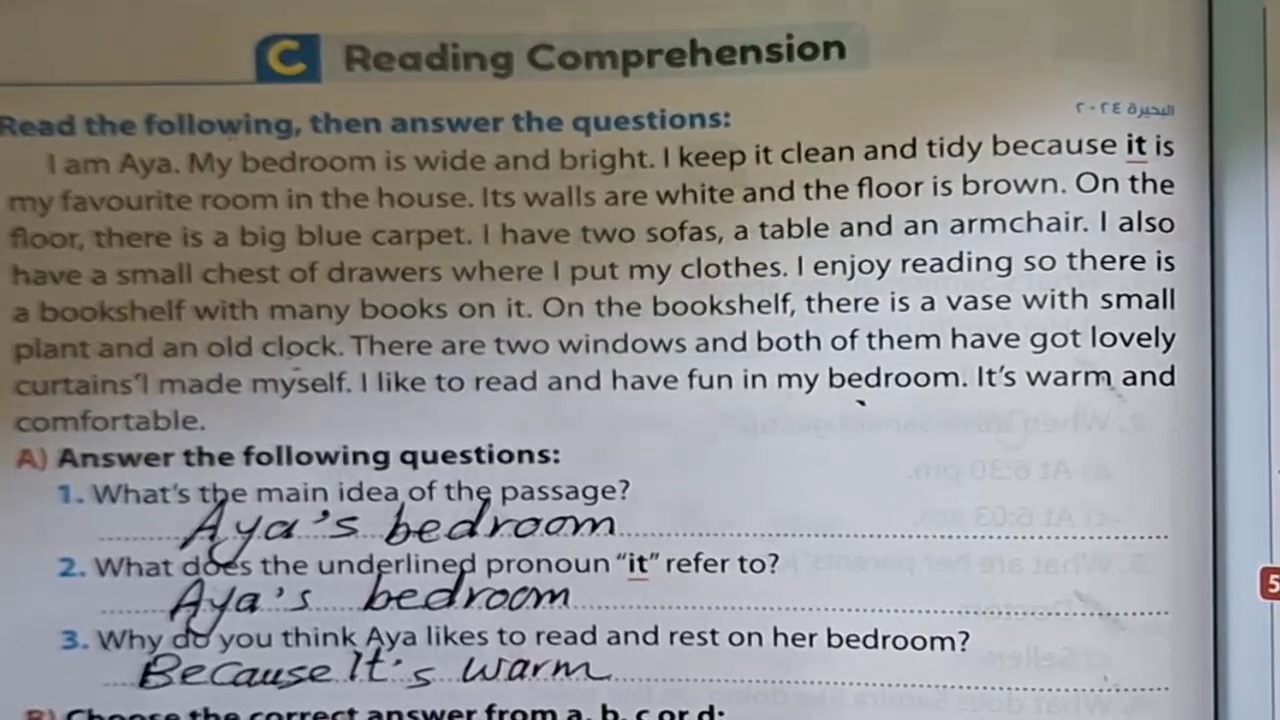 C Reading Comprehension
البحيرة ٢٠٢٤
Read the following, then answer the questions:
I am Aya. My bedroom is wide and bright. I keep it clean and tidy because it is
my favourite room in the house. Its walls are white and the floor is brown. On the
floor, there is a big blue carpet. I have two sofas, a table and an armchair. I also
have a small chest of drawers where I put my clothes. I enjoy reading so there is
a bookshelf with many books on it. On the bookshelf, there is a vase with small
plant and an old clock. There are two windows and both of them have got lovely
curtains I made myself. I like to read and have fun in my bedroom. It's warm and
comfortable.
A) Answer the following questions:
1. What's the main idea of the passage?
Aya's bedroom
2. What does the underlined pronoun "it" refer to?
Aya's bedroom
3. Why do you think Aya likes to read and rest on her bedroom?
Because It's warm
B) Choose the correct answer from a, b, c or d:
5